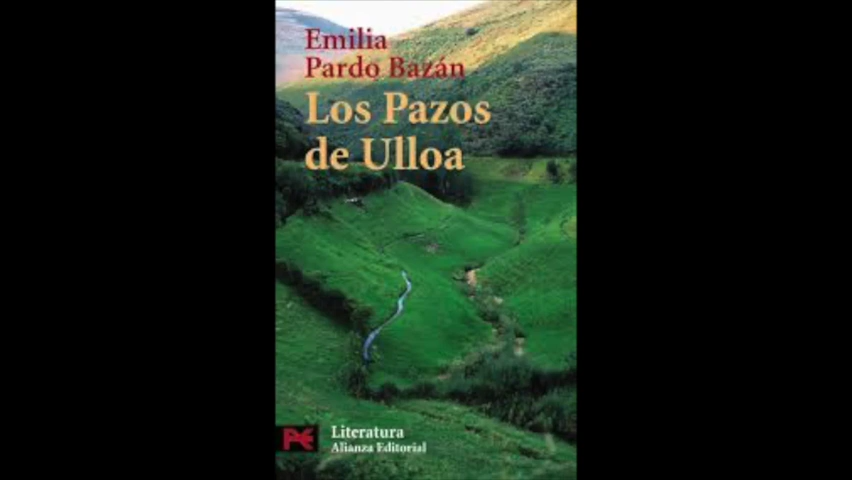 Emilia
Pardo Bazán
Los Pazos
de Ulloa
Literatura
Alianza Editorial